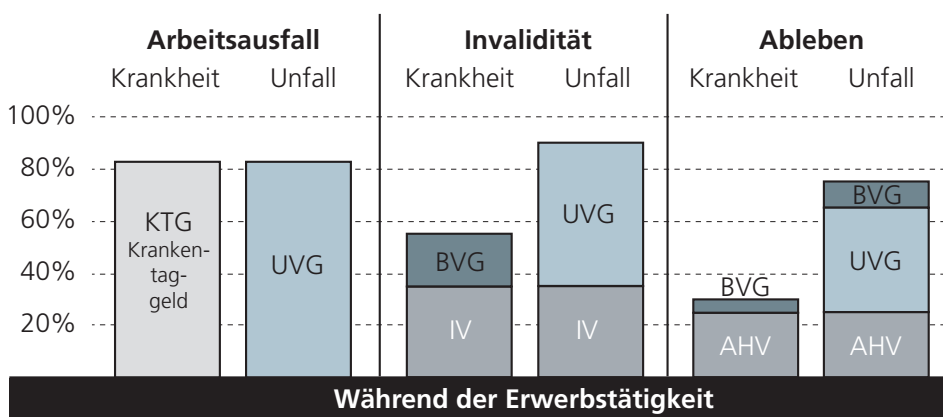 Arbeitsausfall Invalidität Ableben
Krankheit Unfall Krankheit Unfall Krankheit Unfall
100%
80%
60%
40%
20%
KTG
Kranken-
tag-
geld
UVG
BVG
IV
UVG
IV
BVG
AHV
BVG
UVG
AHV
Während der Erwerbstätigkeit